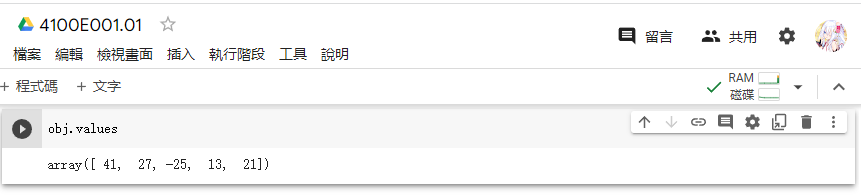 4100E001.01
留言
共用
檔案 編輯 檢視畫面 插入 執行階段 工具 說明
+ 程式碼 + 文字
RAM
磁碟
obj.values
array([ 41,  27, -25,  13,  21])